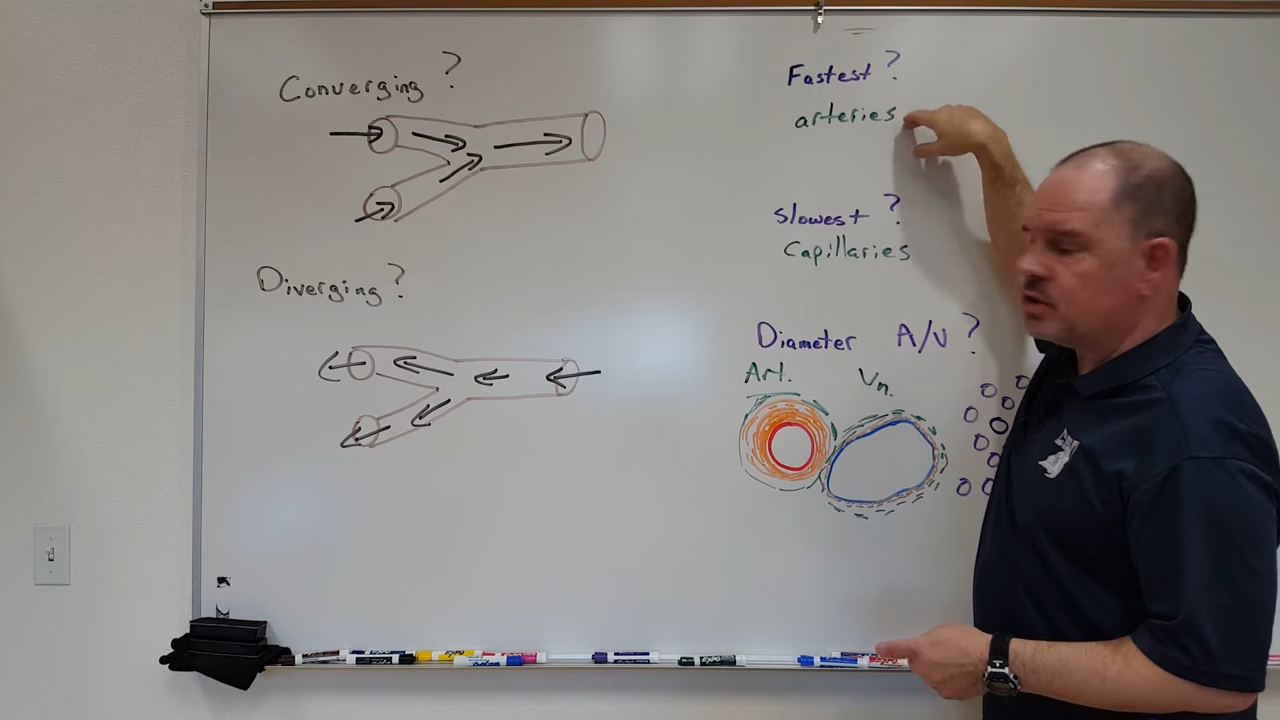 Converging?
Diverging?
Fastest?
arteries
slowest?
Capillaries
Diameter A/V?
Art. Vn.